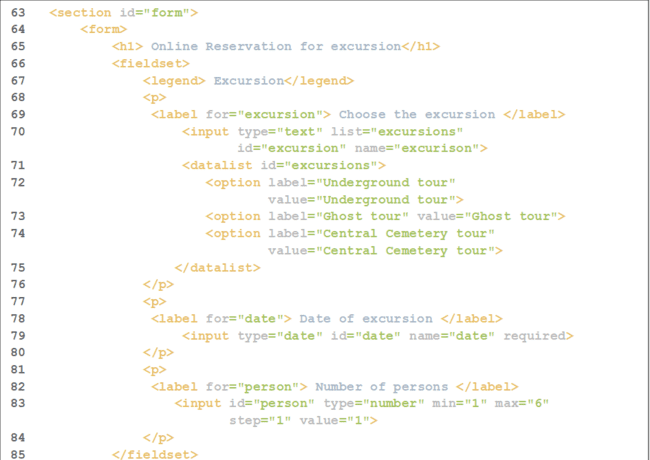 63 <section id="form">
64 <form>
65 <h1> Online Reservation for excursion</h1>
66 <fieldset>
67 <legend> Excursion</legend>
68 <p>
69 <label for="excursion"> Choose the excursion </label>
70 <input type="text" list="excursions"
id="excursion" name="excurison">
71 <datalist id="excursions">
72 <option label="Underground tour"
value="Underground tour">
73 <option label="Ghost tour" value="Ghost tour">
74 <option label="Central Cemetery tour"
value="Central Cemetery tour">
75 </datalist>
76 </p>
77 <p>
78 <label for="date"> Date of excursion </label>
79 <input type="date" id="date" name="date" required>
80 </p>
81 <p>
82 <label for="person"> Number of persons </label>
83 <input id="person" type="number" min="1" max="6"
step="1" value="1">
84 </p>
85 </fieldset>